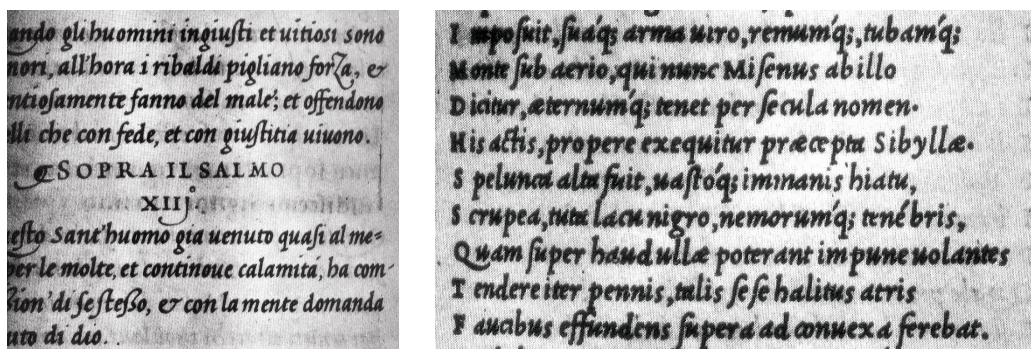 ando gli huomini ingiusti et uitiosi sono
nori, all'hora i ribaldi pigliano forza, &
ntiosamente fanno del male; et offendono
lli che con fede, et con giustitia uiuono.
SOPRA IL SALMO
XIIJ.
esto Sant'huomo gia uenuto quasi al me=
per le molte, et continoue calamita, ha com-
sion' di se stesso, & con la mente domanda
uto di dio.
I mposuit, suáq; arma uiro, remumq́;, tubamq́;
Monte sub aerio, qui nunc Misenus ab illo
D icitur, æternumq́; tenet per secula nomen.
His actis, propere exequitur præcepta Sibyllæ.
S pelunca alta fuit, uastóq; immanis hiatu,
S crupea, tuta lacu nigro, nemorumq́; tenébris,
Quam super haud ullæ poterant impune uolantes
T endere iter pennis, talis sese halitus atris
F aucibus effundens supera ad conuexa ferebat.